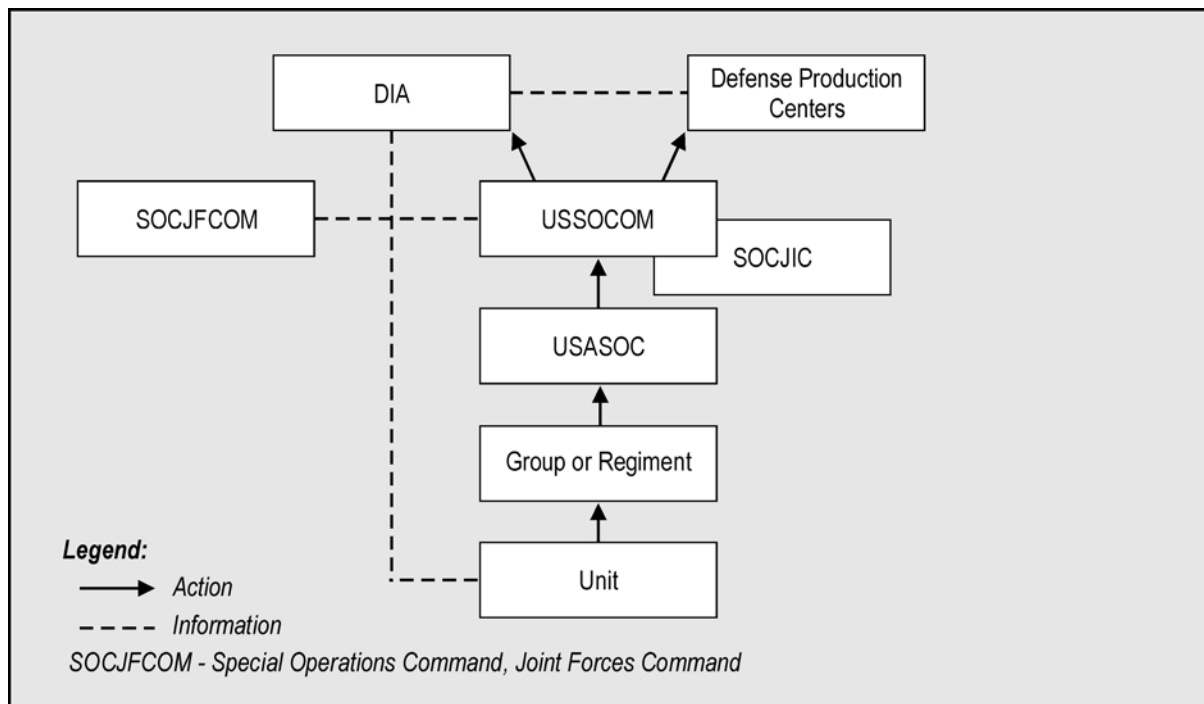 DIA
Defense Production
Centers
SOCJFCOM
USSOCOM
SOCJIC
USASOC
Group or Regiment
Unit
Legend:
Action
Information
SOCJFCOM - Special Operations Command, Joint Forces Command